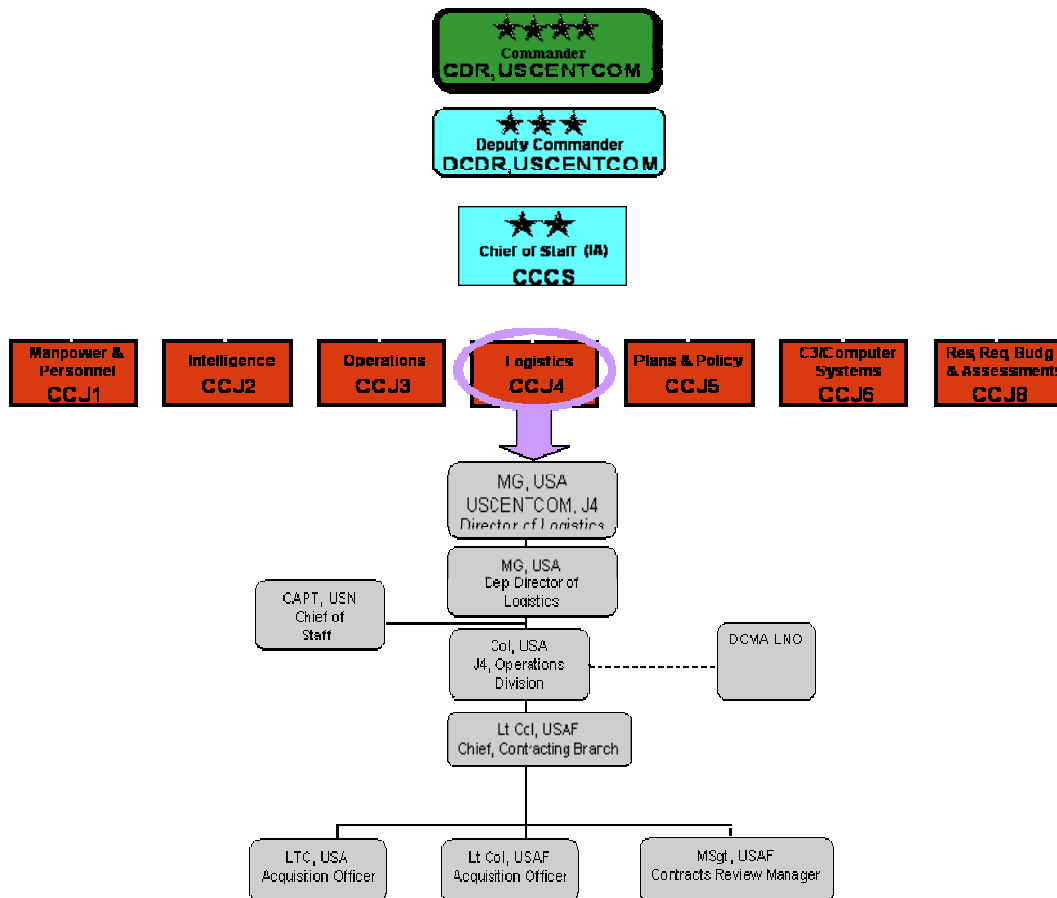 Commander
CDR,USCENTCOM
Deputy Commander
DCDR,USCENTCOM
Chief of Staff (IA)
CCCS
Manpower &
Personnel
CCJ1
Intelligence
CCJ2
Operations
CCJ3
Logistics
CCJ4
Plans & Policy
CCJ5
C3/Computer
Systems
CCJ6
Res, Req, Budg
& Assessments
CCJ8
MG, USA
USCENTCOM, J4
Director of Logistics
MG, USA
Dep Director of
Logistics
CAPT, USN
Chief of
Staff
Col, USA
J4, Operations
Division
DCMA LNO
Lt Col, USAF
Chief, Contracting Branch
LTC, USA
Acquisition Officer
Lt Col, USAF
Acquisition Officer
MSgt, USAF
Contracts Review Manager